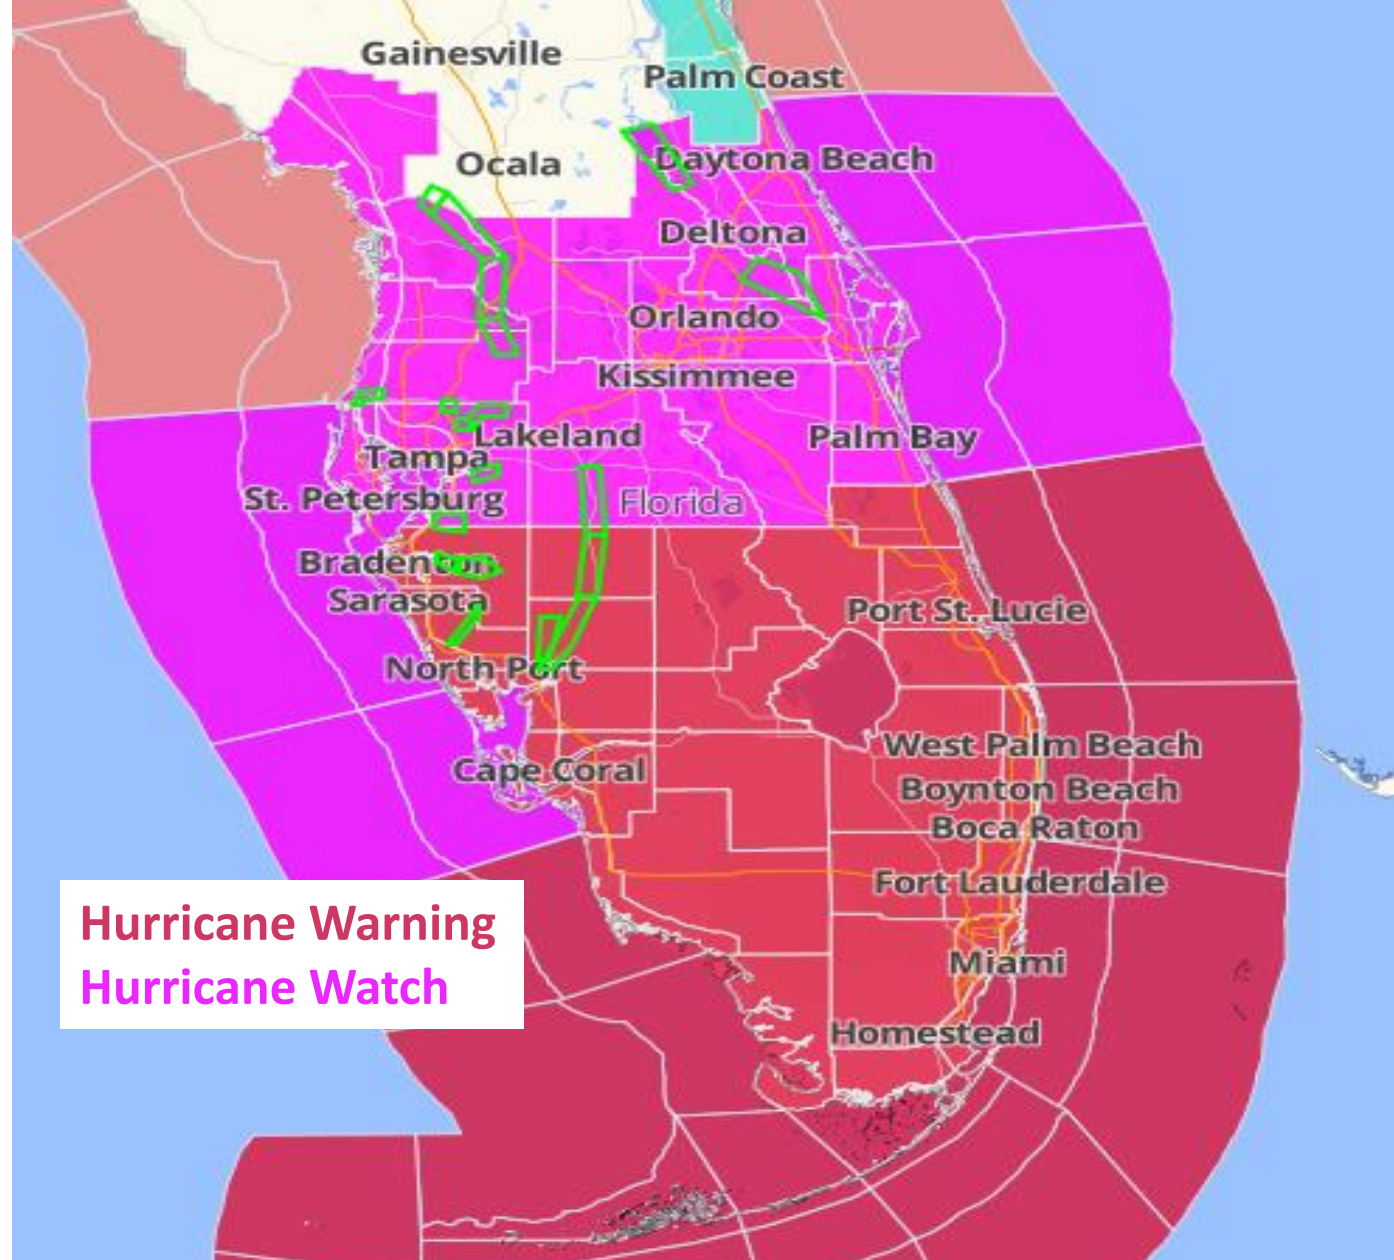 Gainesville
Palm Coast
Ocala
Daytona Beach
Deltona
Orlando
Kissimmee
Lakeland
Palm Bay
Tampa
St. Petersburg
Florida
Bradenton
Sarasota
Port St. Lucie
North Port
West Palm Beach
Cape Coral
Boynton Beach
Boca Raton
Fort Lauderdale
Hurricane Warning
Hurricane Watch
Miami
Homestead